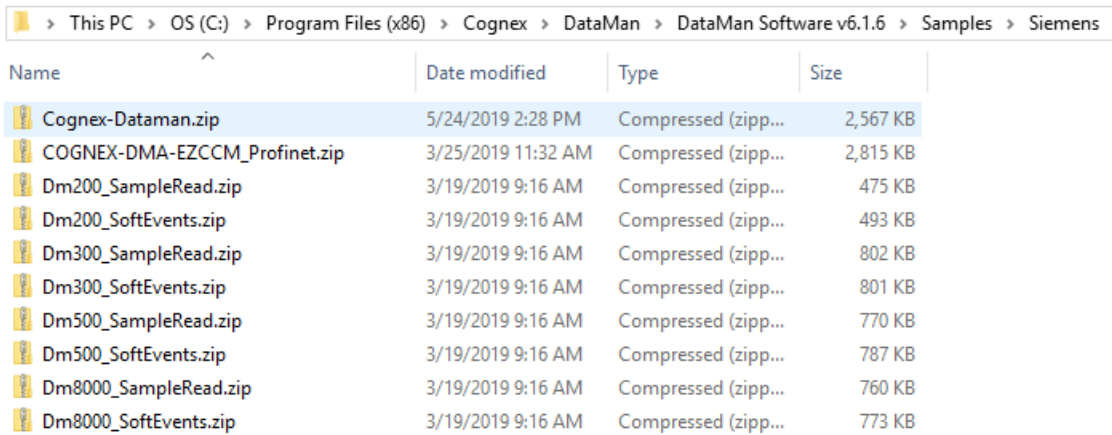 This PC > OS (C:) > Program Files (x86) > Cognex > DataMan > DataMan Software v6.1.6 > Samples > Siemens
Name Date modified Type Size
Cognex-Dataman.zip 5/24/2019 2:28 PM Compressed (zipp... 2,567 KB
COGNEX-DMA-EZCCM_Profinet.zip 3/25/2019 11:32 AM Compressed (zipp... 2,815 KB
Dm200_SampleRead.zip 3/19/2019 9:16 AM Compressed (zipp... 475 KB
Dm200_SoftEvents.zip 3/19/2019 9:16 AM Compressed (zipp... 493 KB
Dm300_SampleRead.zip 3/19/2019 9:16 AM Compressed (zipp... 802 KB
Dm300_SoftEvents.zip 3/19/2019 9:16 AM Compressed (zipp... 801 KB
Dm500_SampleRead.zip 3/19/2019 9:16 AM Compressed (zipp... 770 KB
Dm500_SoftEvents.zip 3/19/2019 9:16 AM Compressed (zipp... 787 KB
Dm8000_SampleRead.zip 3/19/2019 9:16 AM Compressed (zipp... 760 KB
Dm8000_SoftEvents.zip 3/19/2019 9:16 AM Compressed (zipp... 773 KB